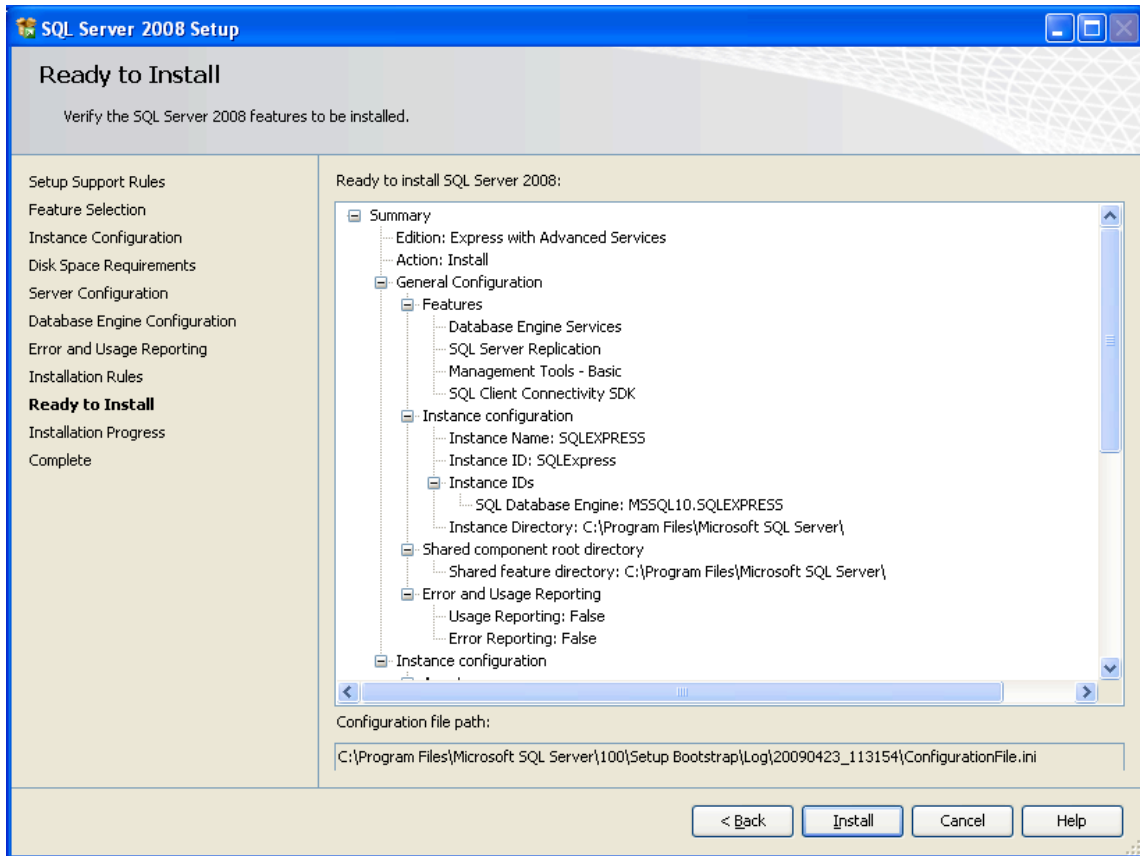 SQL Server 2008 Setup
Ready to Install
Verify the SQL Server 2008 features to be installed.
Setup Support Rules
Feature Selection
Instance Configuration
Disk Space Requirements
Server Configuration
Database Engine Configuration
Error and Usage Reporting
Installation Rules
Ready to Install
Installation Progress
Complete
Ready to install SQL Server 2008:
Summary
Edition: Express with Advanced Services
Action: Install
General Configuration
Features
Database Engine Services
SQL Server Replication
Management Tools - Basic
SQL Client Connectivity SDK
Instance configuration
Instance Name: SQLEXPRESS
Instance ID: SQLExpress
Instance IDs
SQL Database Engine: MSSQL10.SQLEXPRESS
Instance Directory: C:\Program Files\Microsoft SQL Server\
Shared component root directory
Shared feature directory: C:\Program Files\Microsoft SQL Server\
Error and Usage Reporting
Usage Reporting: False
Error Reporting: False
Instance configuration
Configuration file path:
C:\Program Files\Microsoft SQL Server\100\Setup Bootstrap\Log\20090423_113154\ConfigurationFile.ini
< Back
Install
Cancel
Help